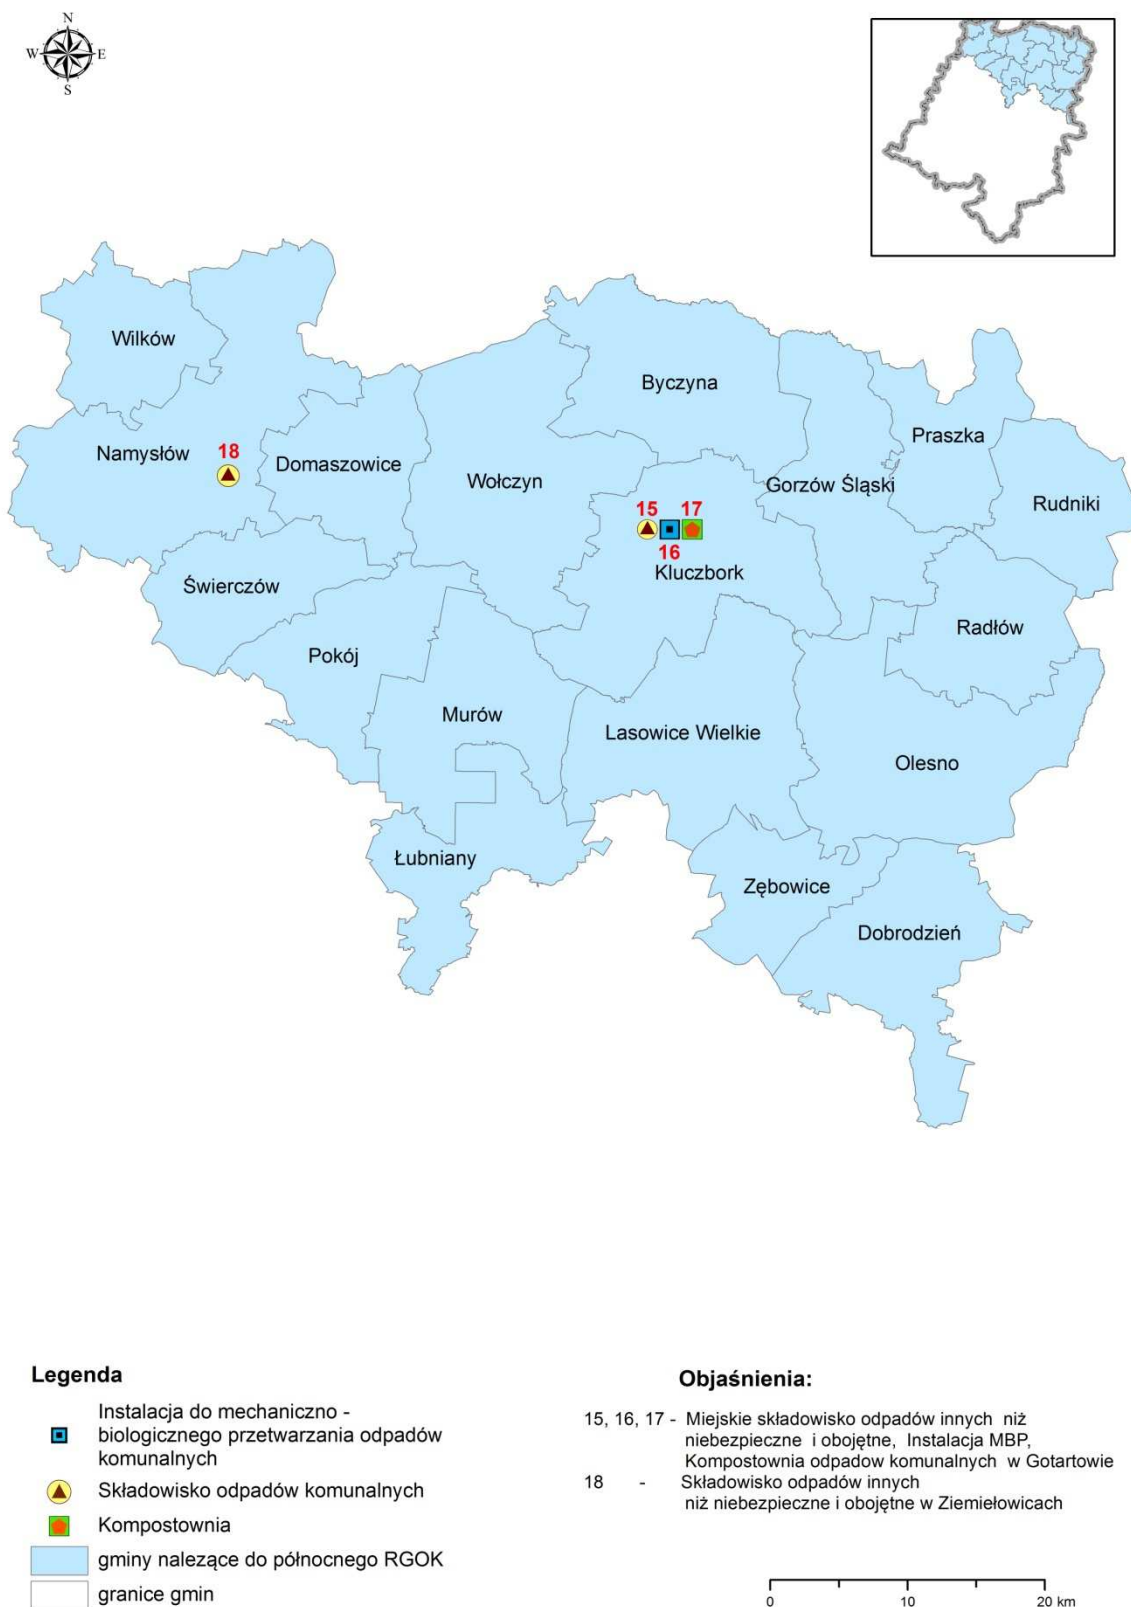 N
W E
S
Wilków
Byczyna
Praszka
Namysłów
18
Domaszowice
Wołczyn
Gorzów Śląski
Rudniki
15 17
16
Kluczbork
Świerczów
Radłów
Pokój
Murów
Lasowice Wielkie
Olesno
Łubniany
Zębowice
Dobrodzień
Legenda
Instalacja do mechaniczno -
biologicznego przetwarzania odpadów
komunalnych
Składowisko odpadów komunalnych
Kompostownia
gminy nalezące do północnego RGOK
granice gmin
Objaśnienia:
15, 16, 17 - Miejskie składowisko odpadów innych niż
niebezpieczne i obojętne, Instalacja MBP,
Kompostownia odpadow komunalnych w Gotartowie
18 - Składowisko odpadów innych
niż niebezpieczne i obojętne w Ziemiełowicach
0 10 20 km